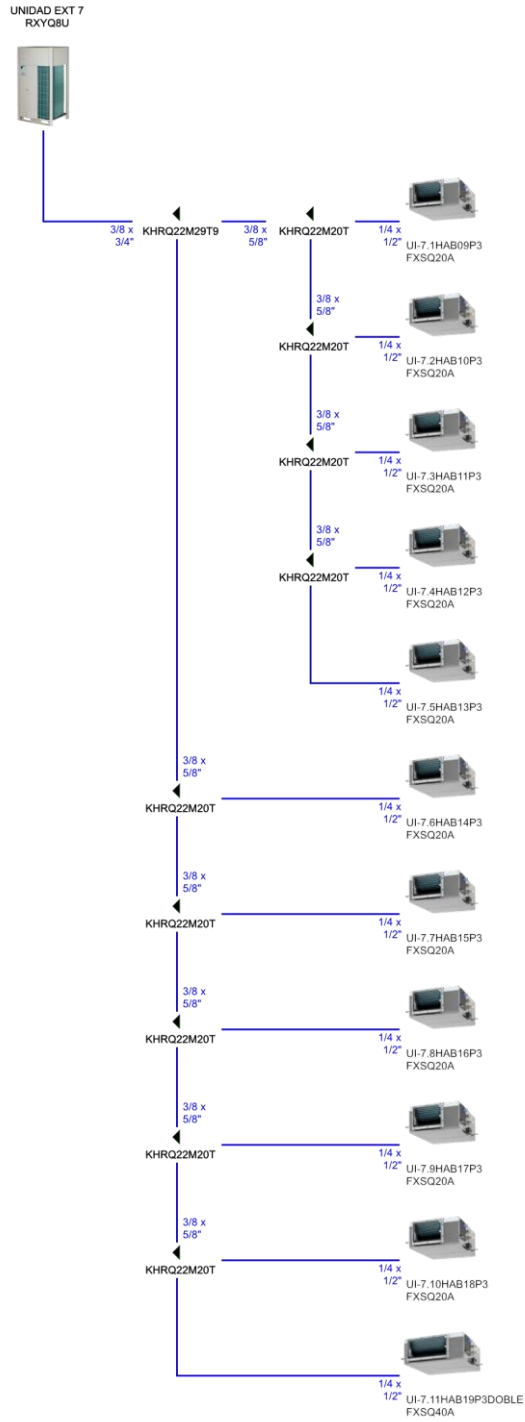 UNIDAD EXT 7
RXYQ8U
3/8 x
3/4"
KHRQ22M29T9
3/8 x
5/8"
KHRQ22M20T
1/4 x
1/2"
UI-7.1HAB09P3
FXSQ20A
3/8 x
5/8"
KHRQ22M20T
1/4 x
1/2"
UI-7.2HAB10P3
FXSQ20A
3/8 x
5/8"
KHRQ22M20T
1/4 x
1/2"
UI-7.3HAB11P3
FXSQ20A
3/8 x
5/8"
KHRQ22M20T
1/4 x
1/2"
UI-7.4HAB12P3
FXSQ20A
1/4 x
1/2"
UI-7.5HAB13P3
FXSQ20A
3/8 x
5/8"
KHRQ22M20T
1/4 x
1/2"
UI-7.6HAB14P3
FXSQ20A
3/8 x
5/8"
KHRQ22M20T
1/4 x
1/2"
UI-7.7HAB15P3
FXSQ20A
3/8 x
5/8"
KHRQ22M20T
1/4 x
1/2"
UI-7.8HAB16P3
FXSQ20A
3/8 x
5/8"
KHRQ22M20T
1/4 x
1/2"
UI-7.9HAB17P3
FXSQ20A
3/8 x
5/8"
KHRQ22M20T
1/4 x
1/2"
UI-7.10HAB18P3
FXSQ20A
1/4 x
1/2"
UI-7.11HAB19P3DOBLE
FXSQ40A